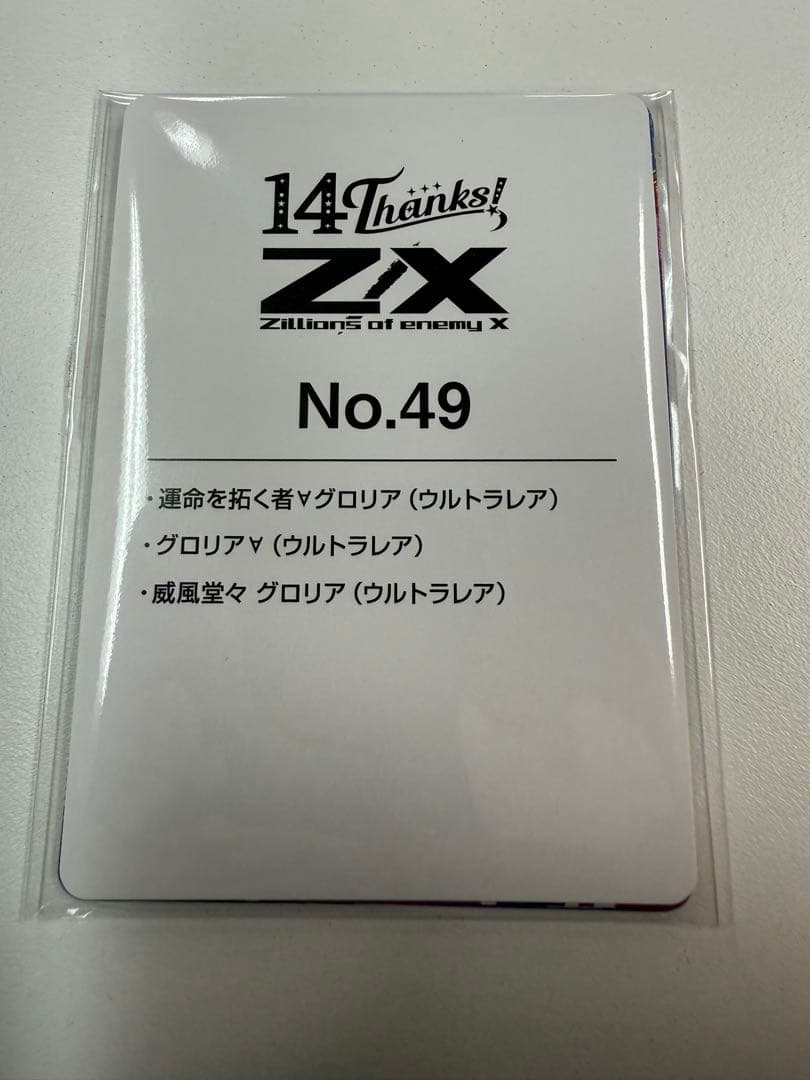 14 Thanks!
Z/X
Zillions of enemy X
No.49
・運命を拓く者∀グロリア(ウルトラレア)
・グロリア∀(ウルトラレア)
・威風堂々 グロリア(ウルトラレア)